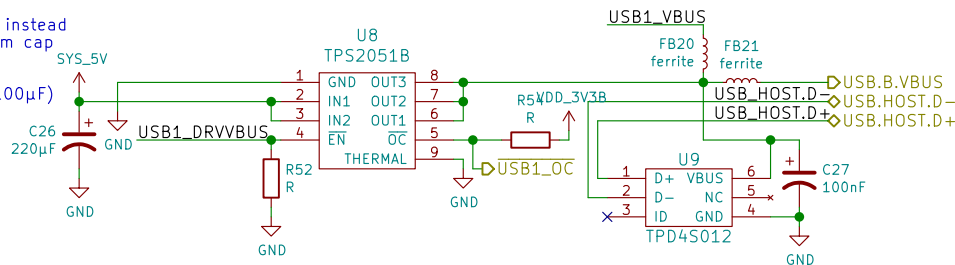 instead
m cap
00µF)
SYS_5V
C26
220µF
GND
GND
USB1_DRVVBUS
R52
R
GND
U8
TPS2051B
1 GND OUT3 8
2 IN1 OUT2 7
3 IN2 OUT1 6
4 EN OC 5
THERMAL 9
GND
R54
R
VDD_3V3B
USB1_OC
USB1_VBUS
FB20
ferrite
FB21
ferrite
USB.B.VBUS
USB_HOST.D- USB.HOST.D-
USB_HOST.D+ USB.HOST.D+
U9
1 D+ VBUS 6
2 D- NC 5
3 ID GND 4
TPD4S012
C27
100nF
GND